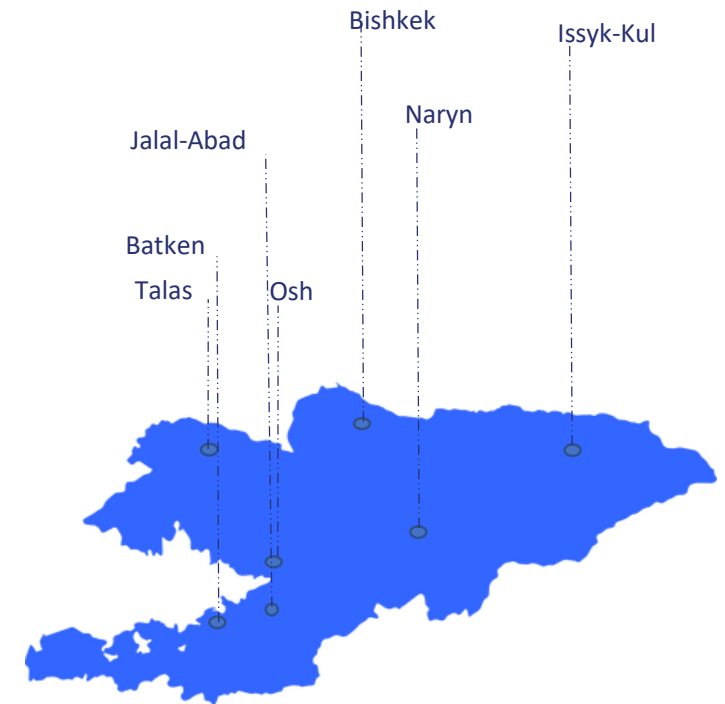 Bishkek
Issyk-Kul
Naryn
Jalal-Abad
Batken
Talas
Osh